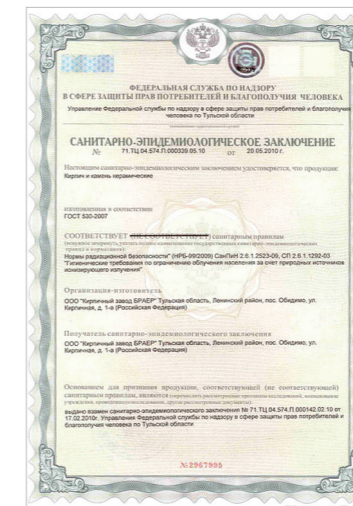 ФЕДЕРАЛЬНАЯ СЛУЖБА ПО НАДЗОРУ
В СФЕРЕ ЗАЩИТЫ ПРАВ ПОТРЕБИТЕЛЕЙ И БЛАГОПОЛУЧИЯ ЧЕЛОВЕКА
Управление Федеральной службы по надзору в сфере защиты прав потребителей и благополучия
человека по Тульской области
САНИТАРНО-ЭПИДЕМИОЛОГИЧЕСКОЕ ЗАКЛЮЧЕНИЕ
№ 71.ТЦ.04.574.П.000339.05.10 от 20.05.2010 г.
Настоящим санитарно-эпидемиологическим заключением удостоверяется, что продукция:
Кирпич и камень керамические
изготовленная в соответствии
ГОСТ 530-2007
СООТВЕТСТВУЕТ (НЕ СООТВЕТСТВУЕТ) санитарным правилам
Нормы радиационной безопасности" (НРБ-99/2009) СанПиН 2.6.1.2523-09, СП 2.6.1.1292-03
"Гигиенические требования по ограничению облучения населения за счет природных источников
ионизирующего излучения"
Организация-изготовитель
ООО "Кирпичный завод БРАЕР" Тульская область, Ленинский район, пос. Обидимо, ул.
Кирпичная, д. 1-а (Российская Федерация)
Получатель санитарно-эпидемиологического заключения
ООО "Кирпичный завод БРАЕР" Тульская область, Ленинский район, пос. Обидимо, ул.
Кирпичная, д. 1-а (Российская Федерация)
Основанием для признания продукции, соответствующей (не соответствующей)
санитарным правилам, являются
выдано взамен санитарно-эпидемиологического заключения № 71.ТЦ.04.574.П.000142.02.10 от
17.02.2010г. Управления Федеральной службы по надзору в сфере защиты прав потребителей и
благополучия человека по Тульской области
№2967995